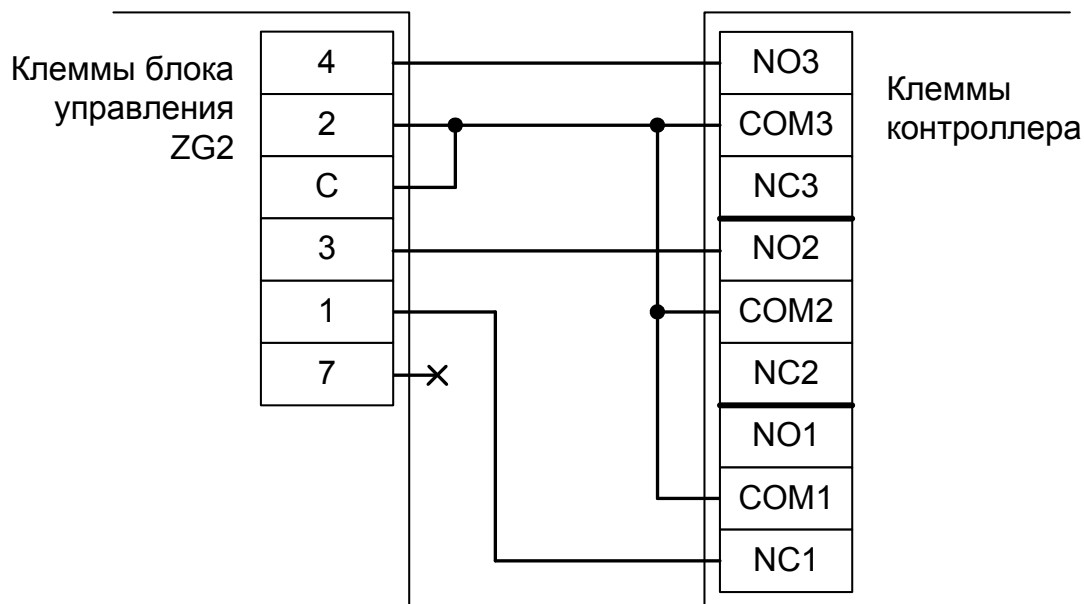 Клеммы блока
управления
ZG2
4
2
C
3
1
7
NO3
COM3
NC3
NO2
COM2
NC2
NO1
COM1
NC1
Клеммы
контроллера